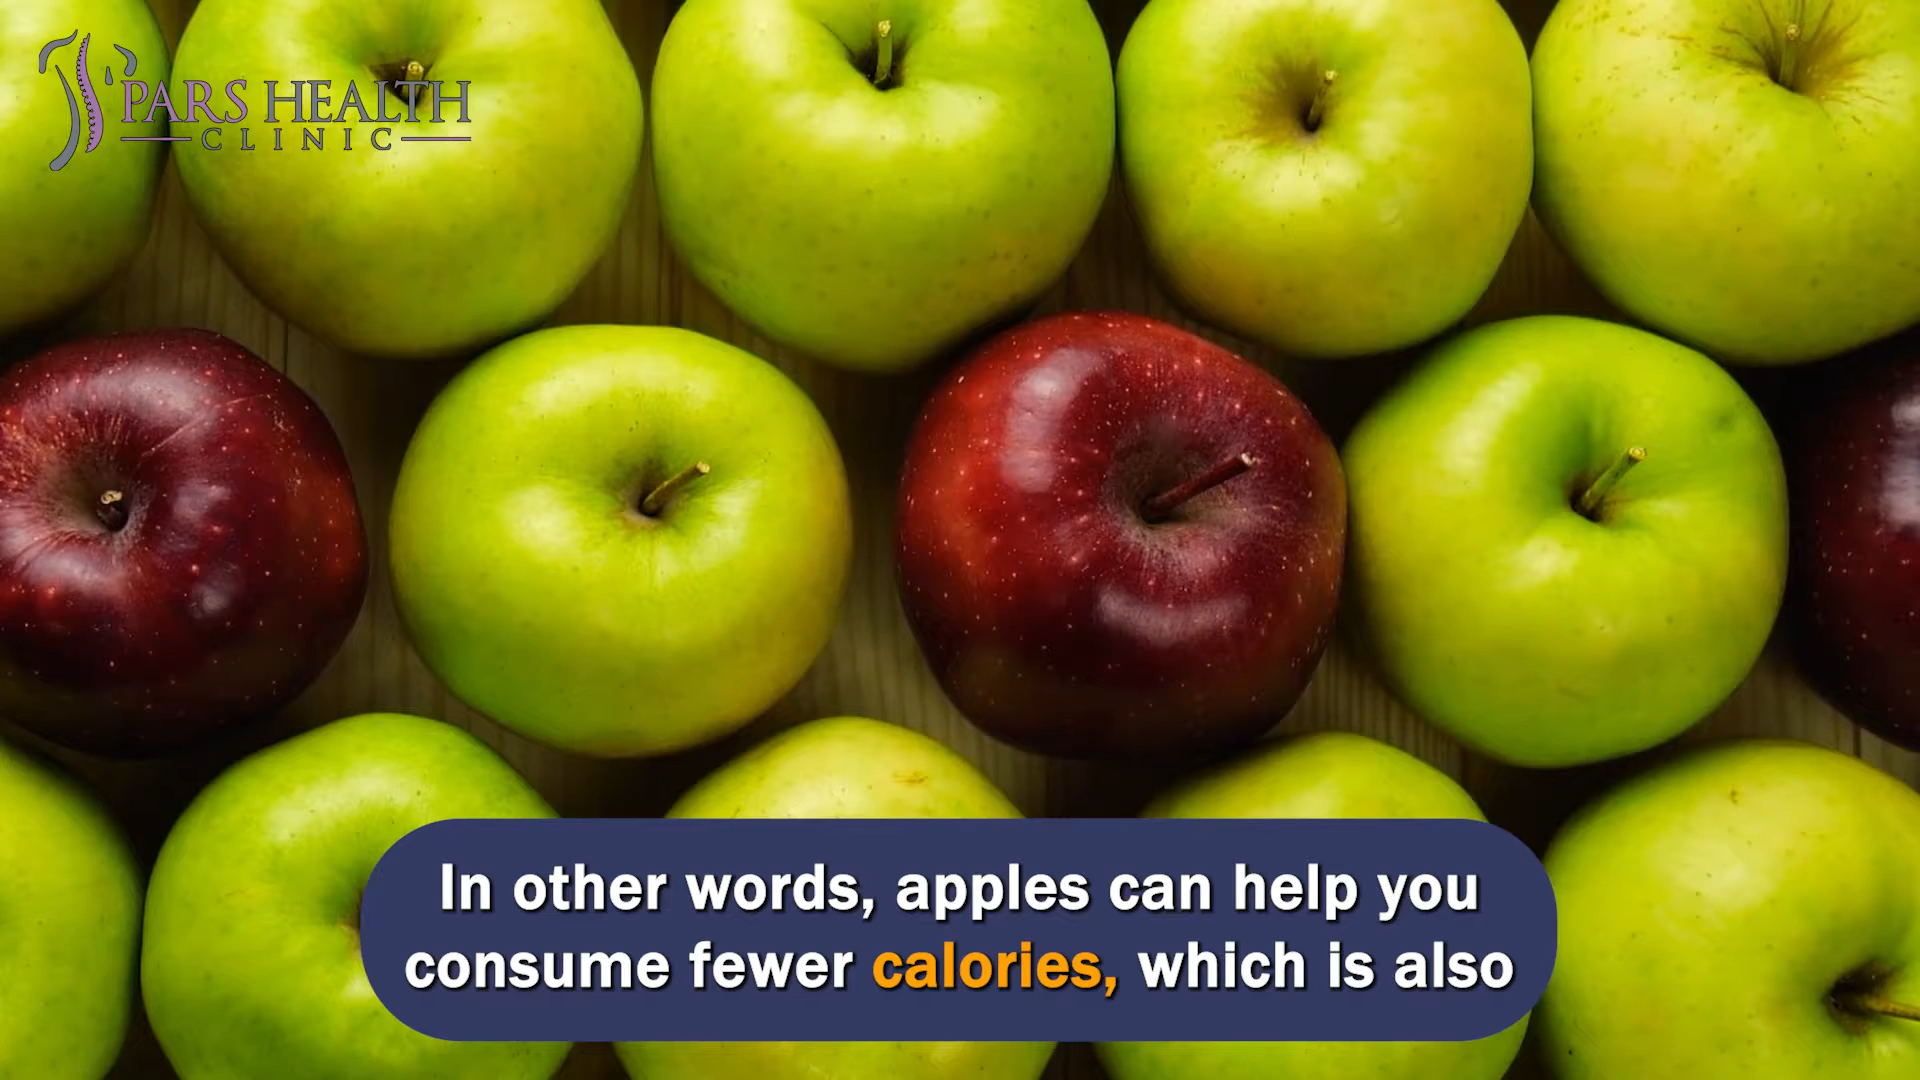 PARS HEALTH
CLINIC
In other words, apples can help you
consume fewer calories, which is also